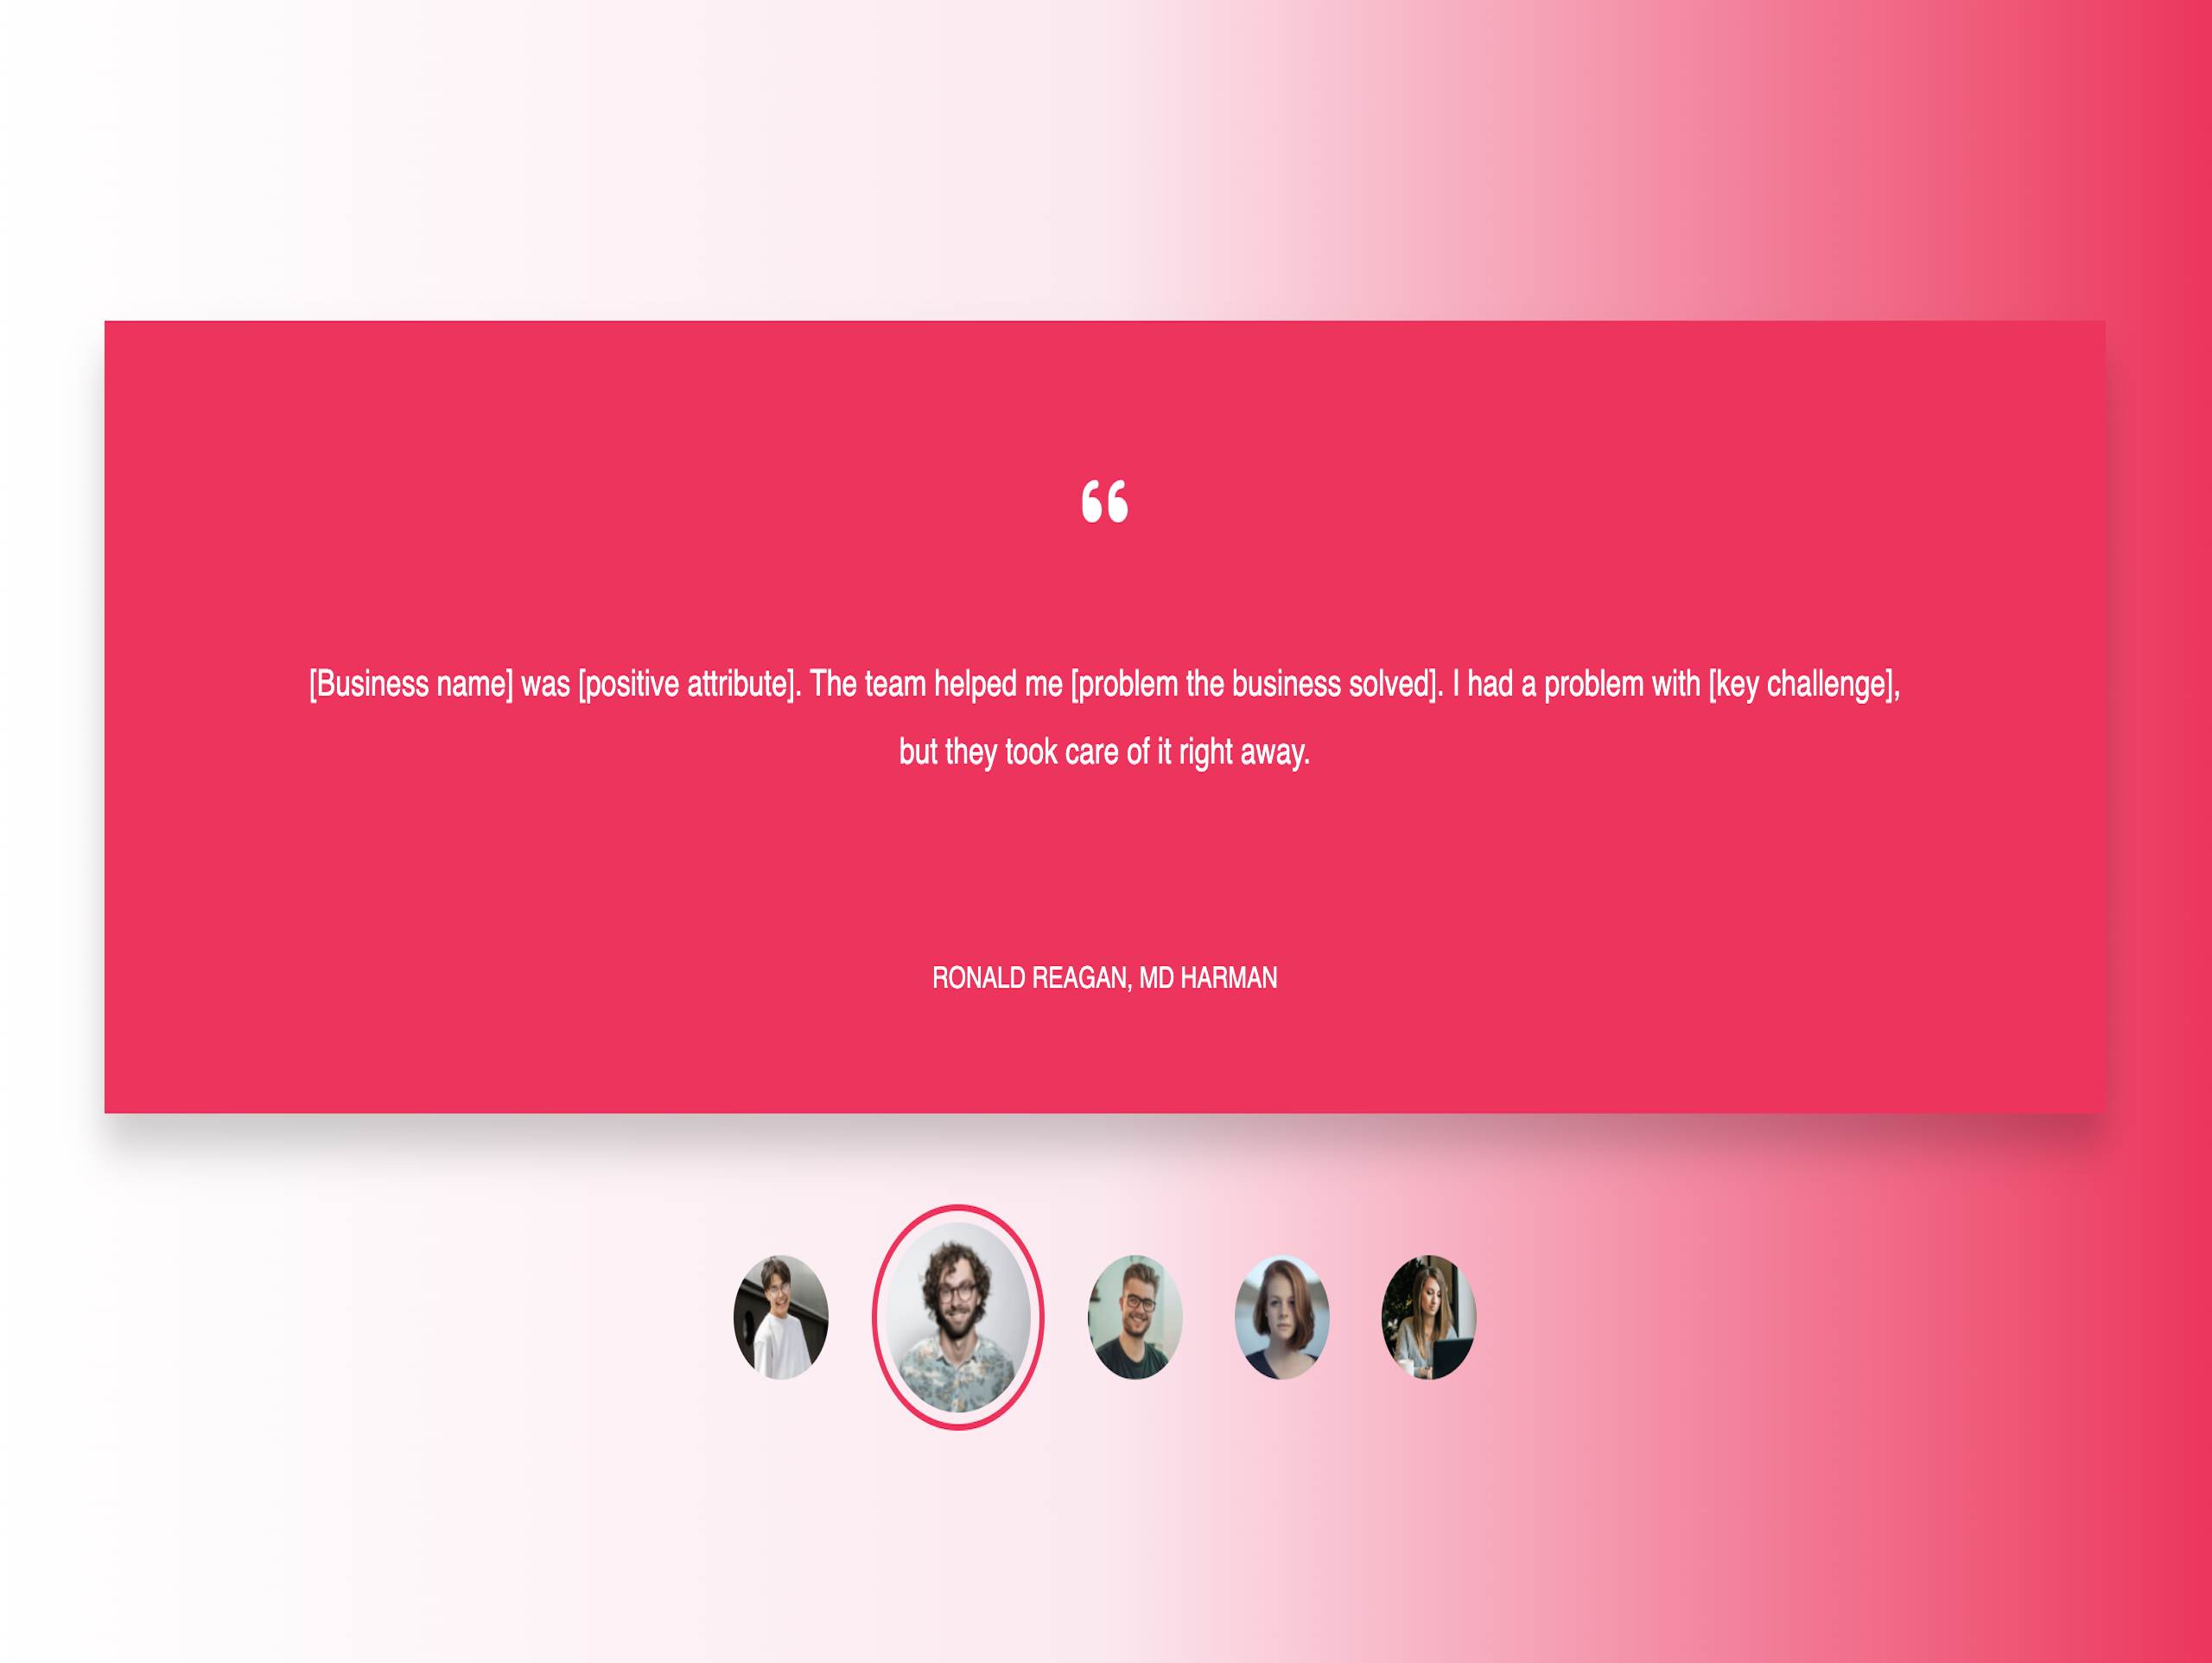 “
[Business name] was [positive attribute]. The team helped me [problem the business solved]. I had a problem with [key challenge],
but they took care of it right away.
RONALD REAGAN, MD HARMAN